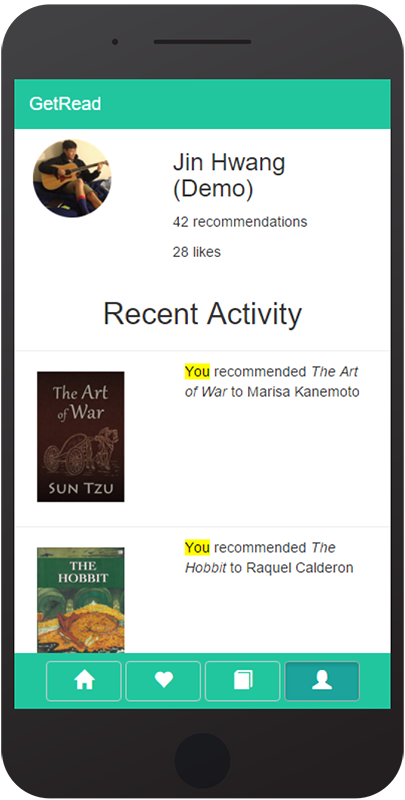 GetRead
Jin Hwang
(Demo)
42 recommendations
28 likes
Recent Activity
The Art
of War
SUN TZU
You recommended The Art
of War to Marisa Kanemoto
THE
HOBBIT
You recommended The
Hobbit to Raquel Calderon